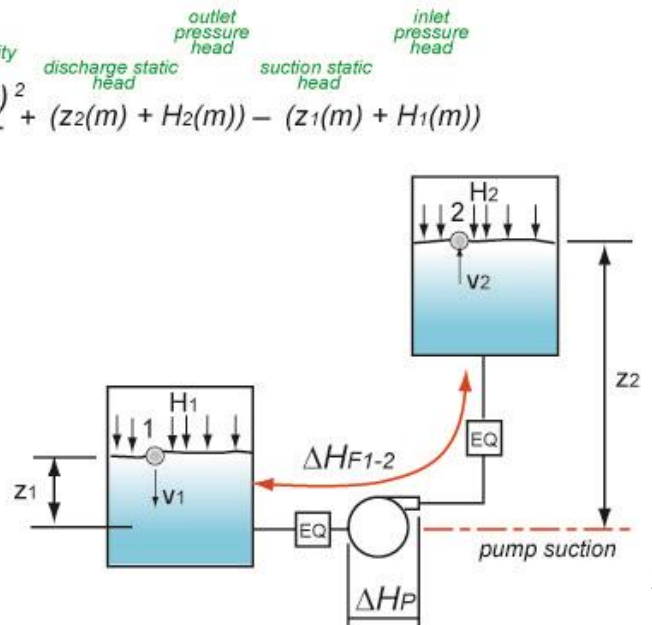 outlet pressure head
inlet pressure head
discharge static head
suction static head
2 + (z2(m) + H2(m)) – (z1(m) + H1(m))
H2
2
v2
z2
H1
1
v1
z1
ΔHF1-2
EQ
EQ
pump suction
ΔHP